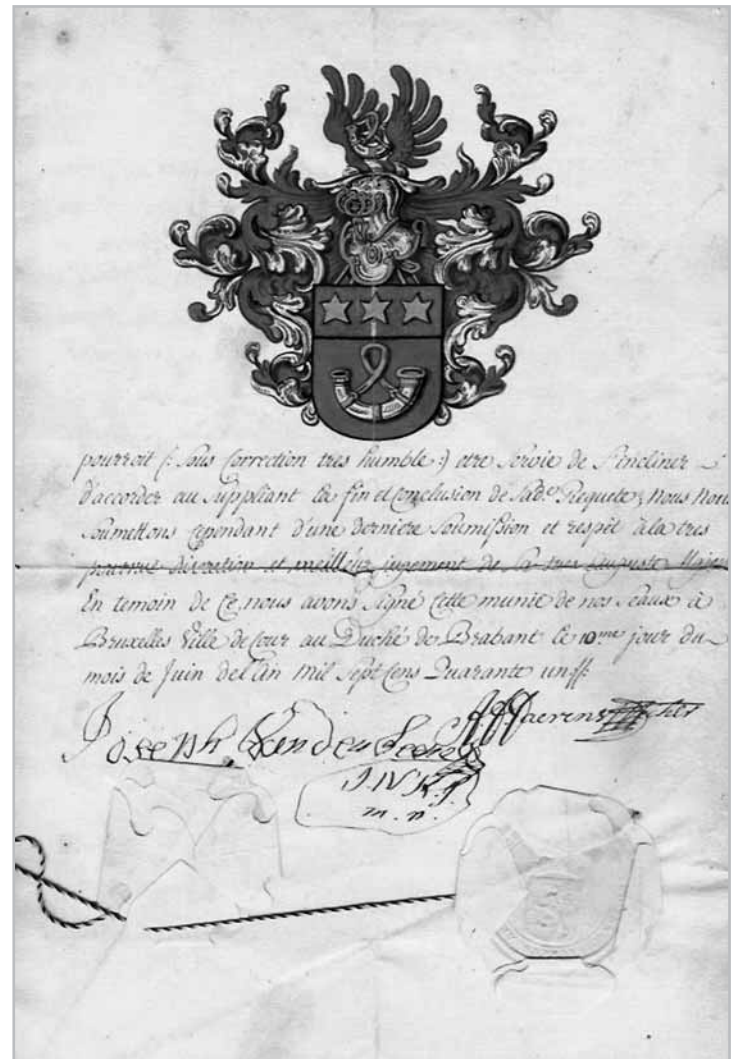 pourroit (: Sous Correction tres humble :) etre servie de s'incliner
d'accorder au Suppliant la fin et Conclusion de Sad.e Requete, Nous Nous
Soumettons cependant d'une derniere Soumission et respit à la tres
discretion et meilleur jugement de Sa tres auguste Majes
En temoin de Ce, nous avons Signé Cette munie de nos Seaux à
Bruxelles Ville de Cour au Duché de Brabant le 10me jour du
mois de Juin del'an Mil Sept Cens Quarante un
Joseph Vanden Leene
m. p.